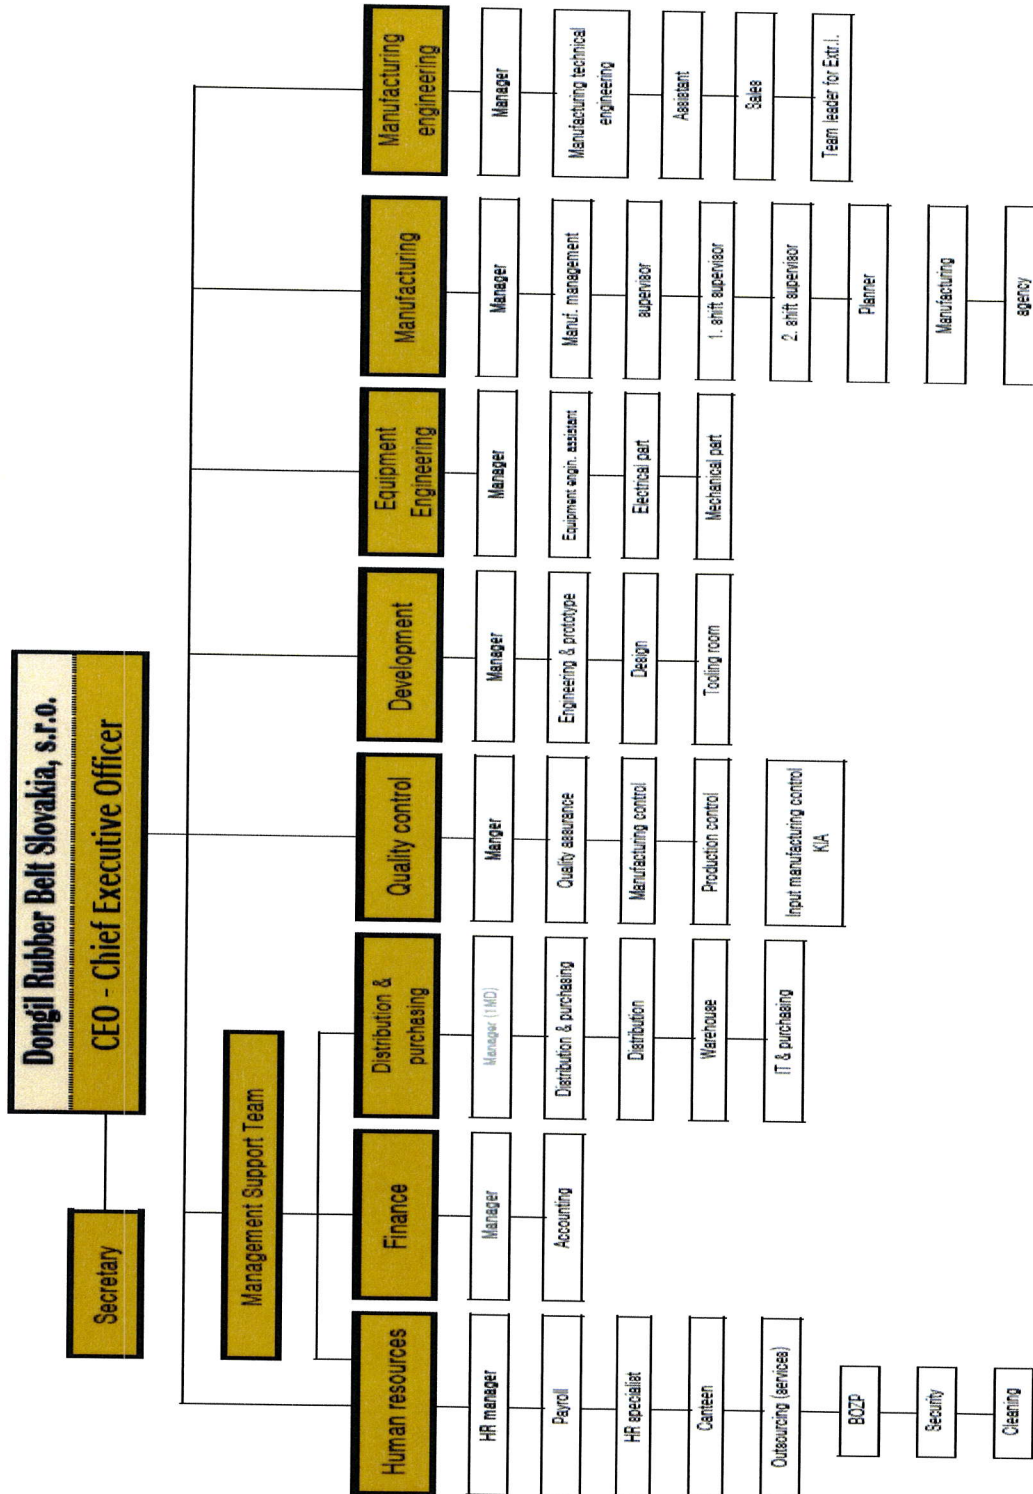 Dongil Rubber Belt Slovakia, s.r.o.
CEO - Chief Executive Officer
Secretary
Management Support Team
Human resources
HR manager
Payroll
HR specialist
Canteen
Outsourcing (services)
BOZP
Security
Cleaning
Finance
Manager
Accounting
Distribution &
purchasing
Manager (1MD)
Distribution & purchasing
Distribution
Warehouse
IT & purchasing
Quality control
Manger
Quality assurance
Manufacturing control
Production control
Input manufacturing control
KIA
Development
Manager
Engineering & prototype
Design
Tooling room
Equipment
Engineering
Manager
Equipment engin. assistant
Electrical part
Mechanical part
Manufacturing
Manager
Manuf. management
supervisor
1. shift supervisor
2. shift supervisor
Planner
Manufacturing
agency
Manufacturing
engineering
Manager
Manufacturing technical
engineering
Assistant
Sales
Team leader for Extr.l.